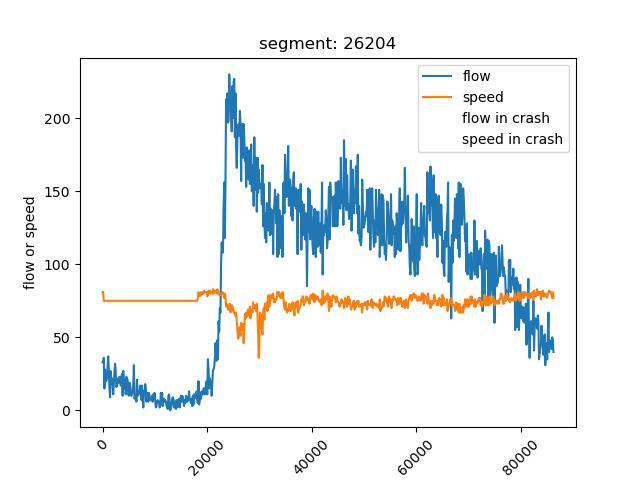 segment: 26204
flow
speed
flow in crash
speed in crash
flow or speed
200
150
100
50
0
0
20000
40000
60000
80000